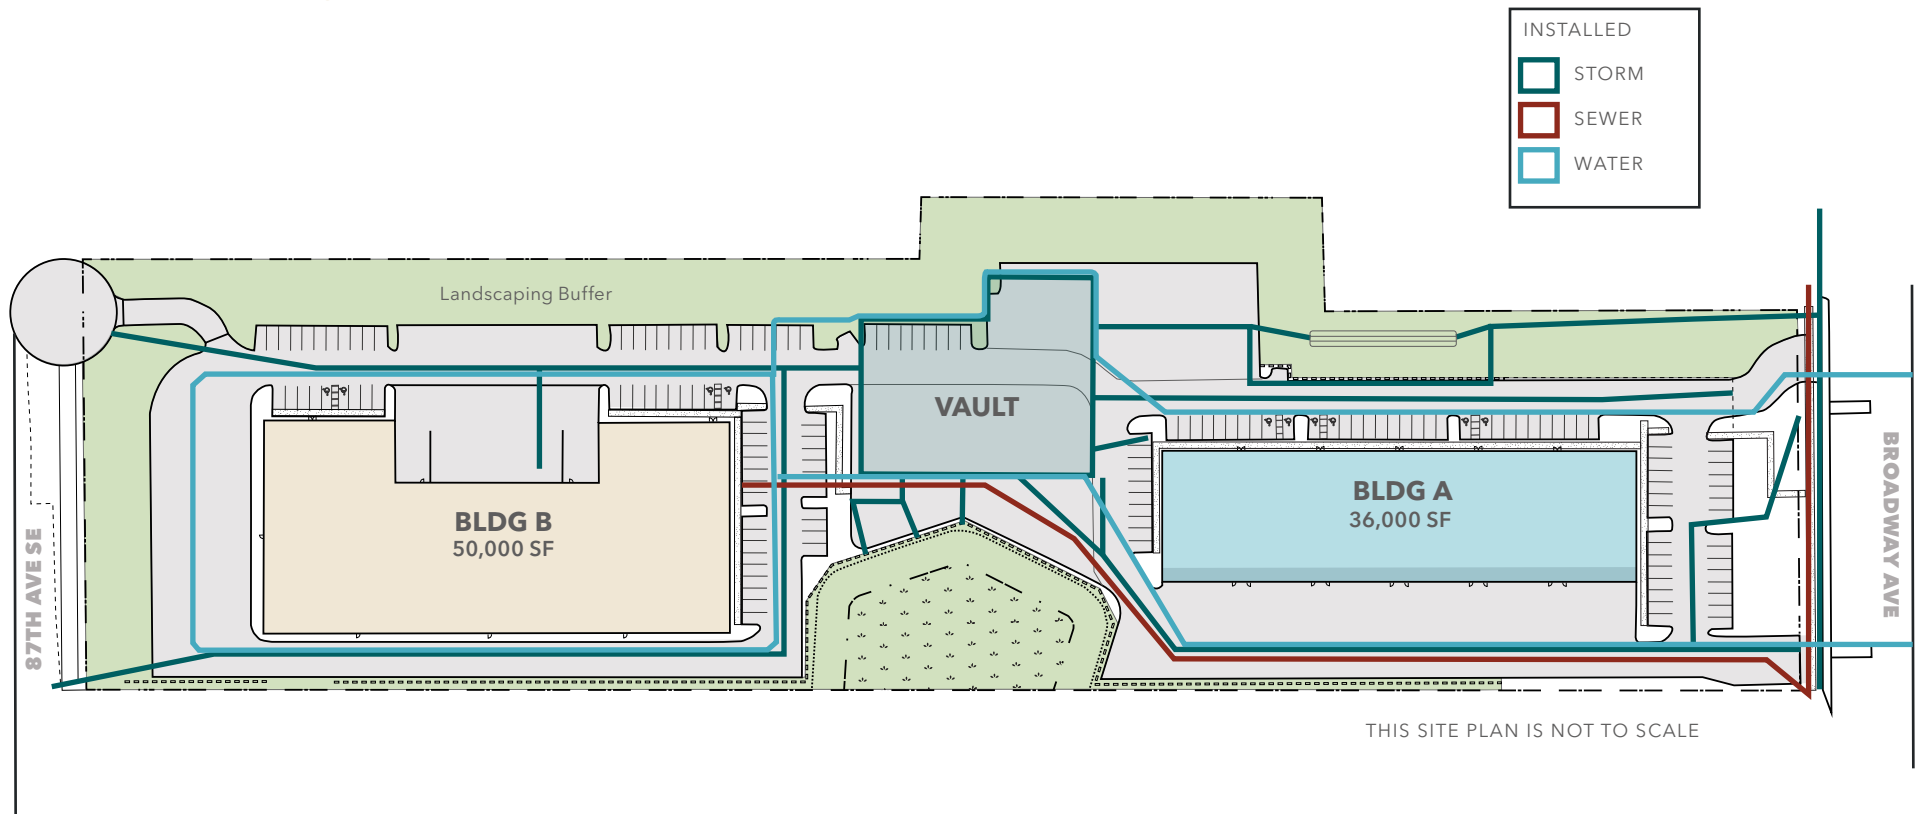 INSTALLED
STORM
SEWER
WATER
Landscaping Buffer
VAULT
BLDG A
36,000 SF
BLDG B
50,000 SF
87TH AVE SE
BROADWAY AVE
THIS SITE PLAN IS NOT TO SCALE